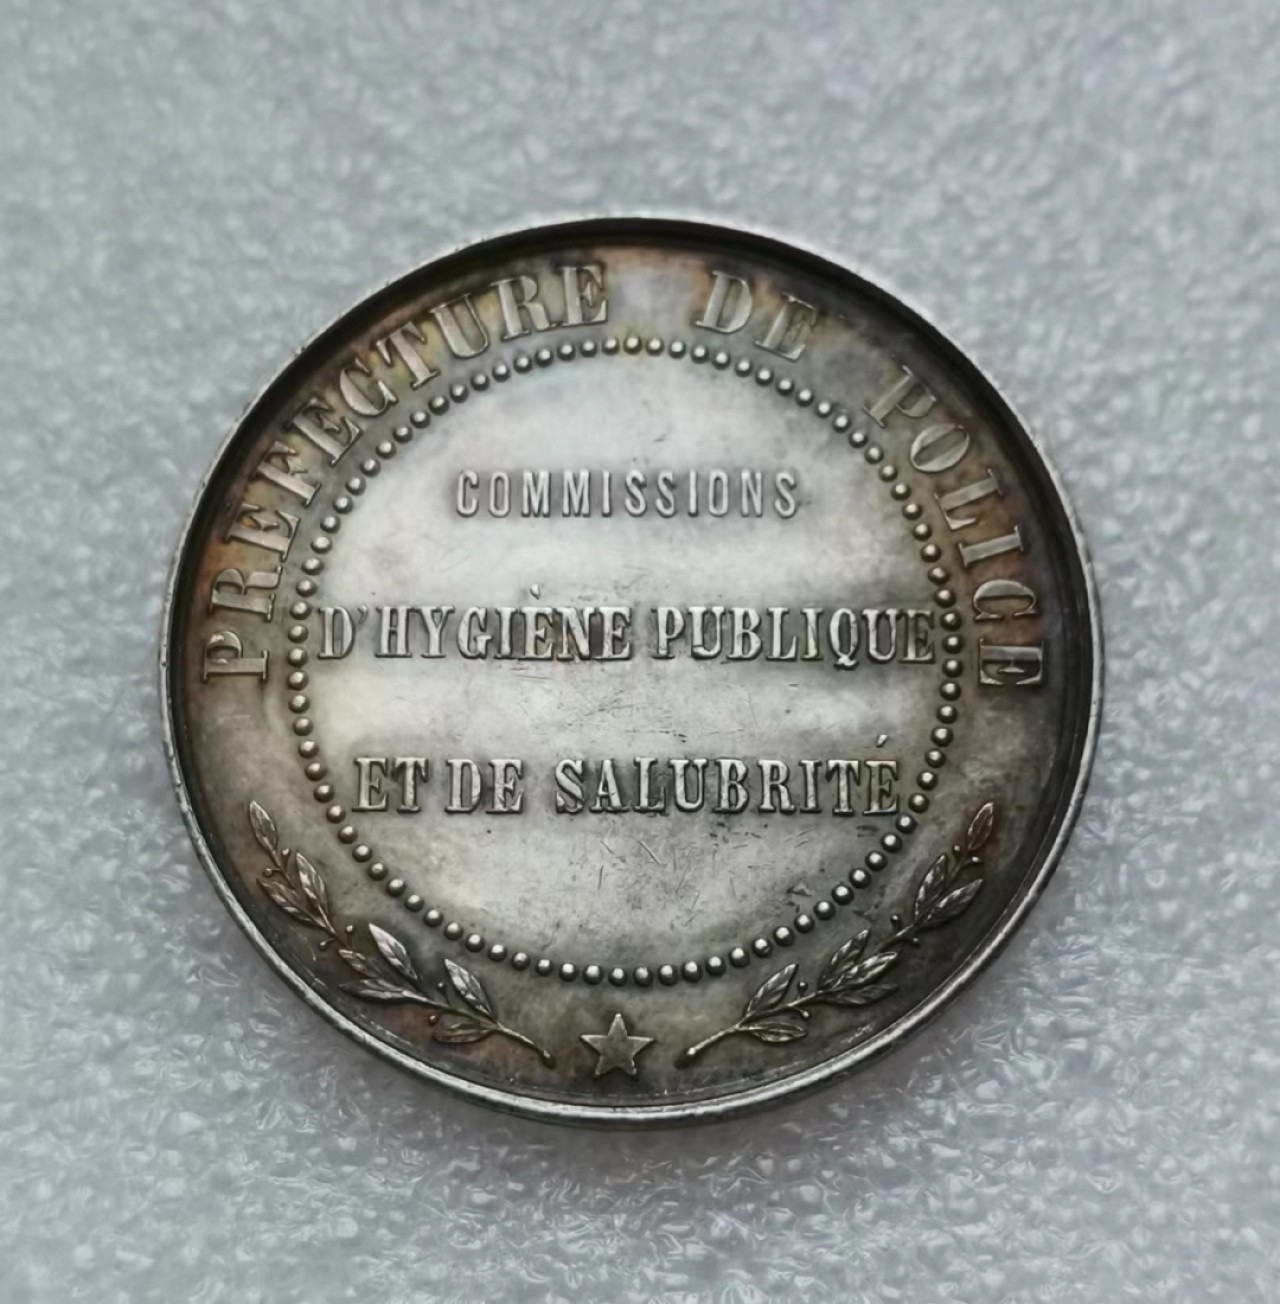 PREFECTURE DE POLICE
COMMISSIONS
D'HYGIÈNE PUBLIQUE
ET DE SALUBRITÉ